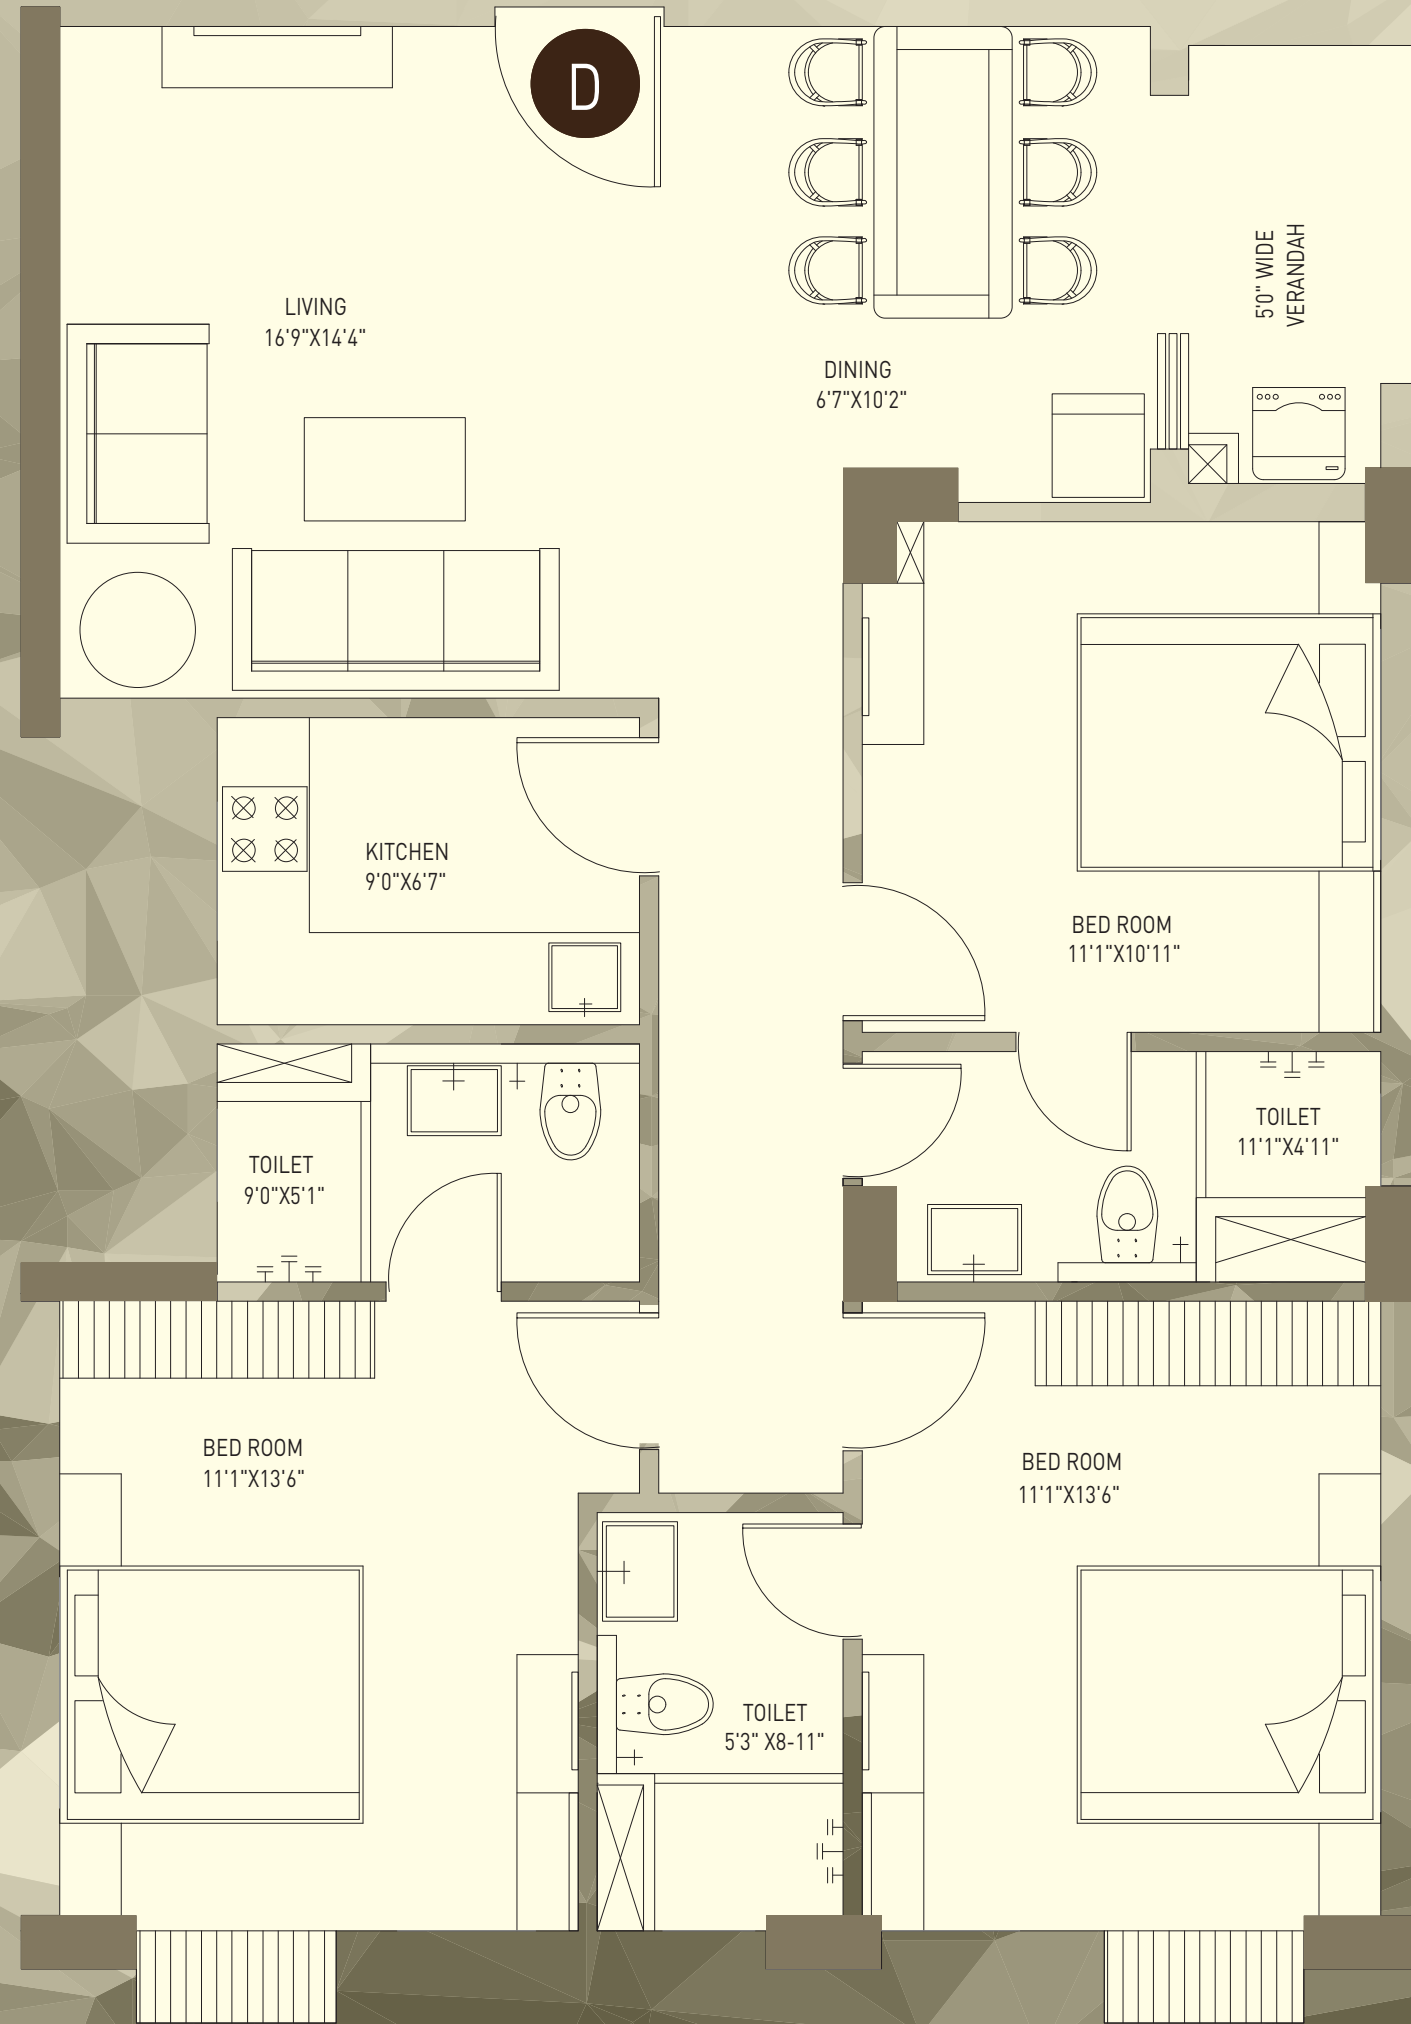 D
LIVING
16'9"X14'4"
5'0" WIDE
VERANDAH
DINING
6'7"X10'2"
KITCHEN
9'0"X6'7"
BED ROOM
11'1"X10'11"
TOILET
11'1"X4'11"
TOILET
9'0"X5'1"
BED ROOM
11'1"X13'6"
BED ROOM
11'1"X13'6"
TOILET
5'3" X8-11"